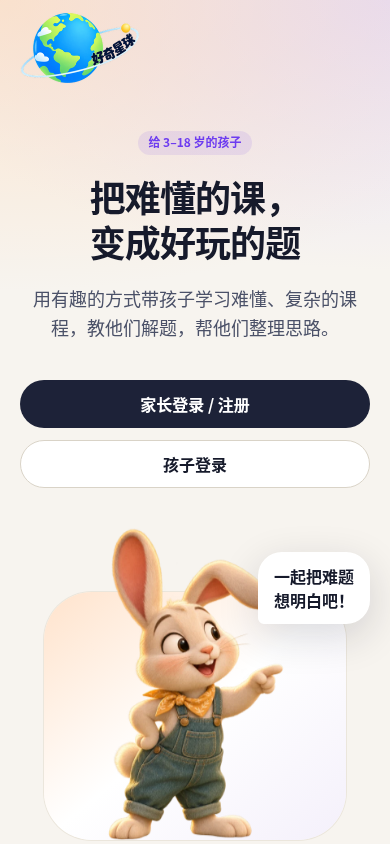 好奇星球
给 3–18 岁的孩子
把难懂的课，
变成好玩的题
用有趣的方式带孩子学习难懂、复杂的课
程，教他们解题，帮他们整理思路。
家长登录 / 注册
孩子登录
一起把难题
想明白吧！